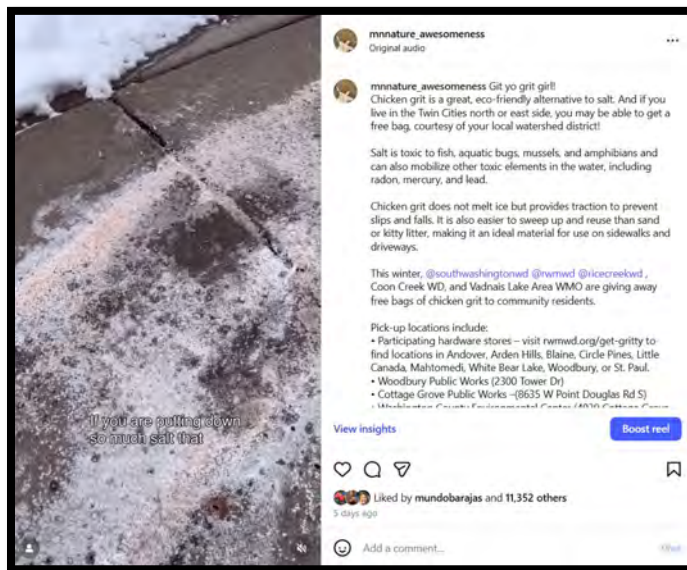 mnnature_awesomeness
Original audio
mnnature_awesomeness Git yo grit girl!
Chicken grit is a great, eco-friendly alternative to salt. And if you
live in the Twin Cities north or east side, you may be able to get a
free bag, courtesy of your local watershed district!
Salt is toxic to fish, aquatic bugs, mussels, and amphibians and
can also mobilize other toxic elements in the water, including
radon, mercury, and lead.
Chicken grit does not melt ice but provides traction to prevent
slips and falls. It is also easier to sweep up and reuse than sand
or kitty litter, making it an ideal material for use on sidewalks and
driveways.
This winter, @southwashingtonwd @rwmwd @ricecreekwd ,
Coon Creek WD, and Vadnais Lake Area WMO are giving away
free bags of chicken grit to community residents.
Pick-up locations include:
• Participating hardware stores – visit rwmwd.org/get-gritty to
find locations in Andover, Arden Hills, Blaine, Circle Pines, Little
Canada, Mahtomedi, White Bear Lake, Woodbury, or St. Paul.
• Woodbury Public Works (2300 Tower Dr)
• Cottage Grove Public Works –(8635 W Point Douglas Rd S)
• Washington County Environmental Center
If you are putting down
so much salt that
View insights
Boost reel
Liked by mundobarajas and 11,352 others
5 days ago
Add a comment...